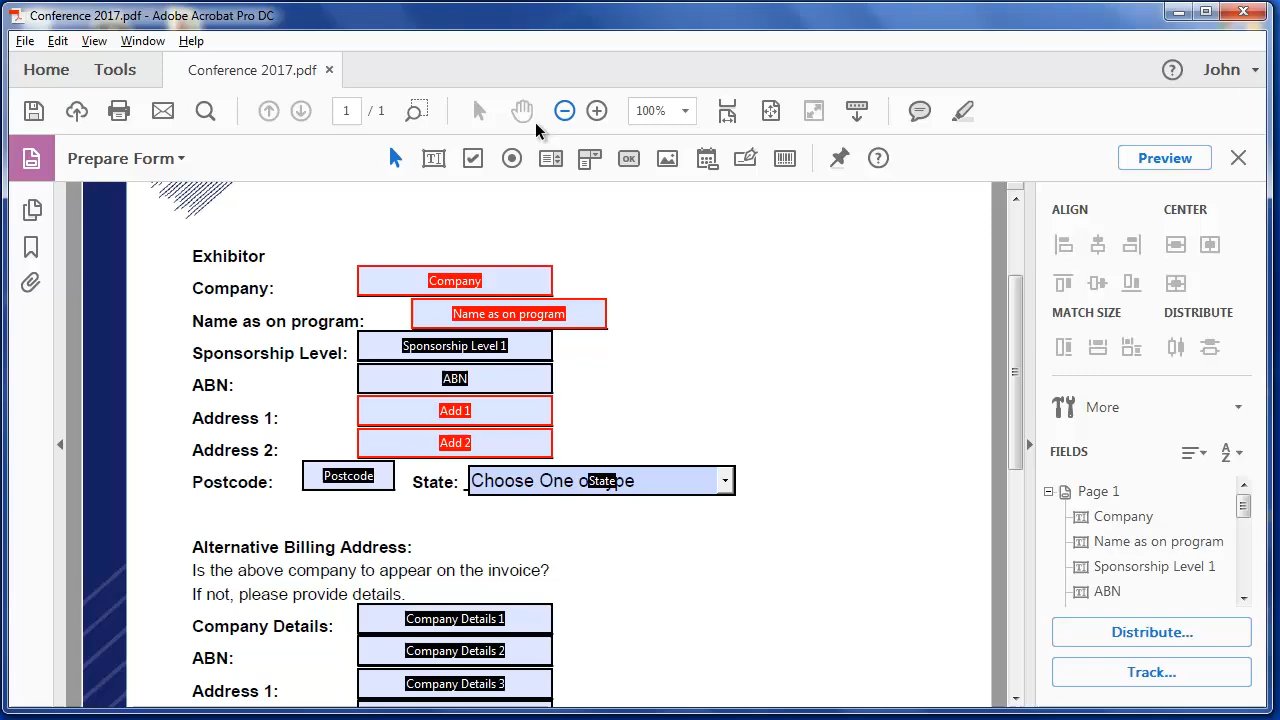 Conference 2017.pdf - Adobe Acrobat Pro DC
File Edit View Window Help
Home Tools Conference 2017.pdf × John
1 / 1 100%
Prepare Form Preview
Exhibitor
Company: Company
Name as on program: Name as on program
Sponsorship Level: Sponsorship Level 1
ABN: ABN
Address 1: Add 1
Address 2: Add 2
Postcode: Postcode State: _ Choose One o State pe
Alternative Billing Address:
Is the above company to appear on the invoice?
If not, please provide details.
Company Details: Company Details 1
ABN: Company Details 2
Address 1: Company Details 3
ALIGN CENTER
MATCH SIZE DISTRIBUTE
More
FIELDS
Page 1
Company
Name as on program
Sponsorship Level 1
ABN
Distribute...
Track...